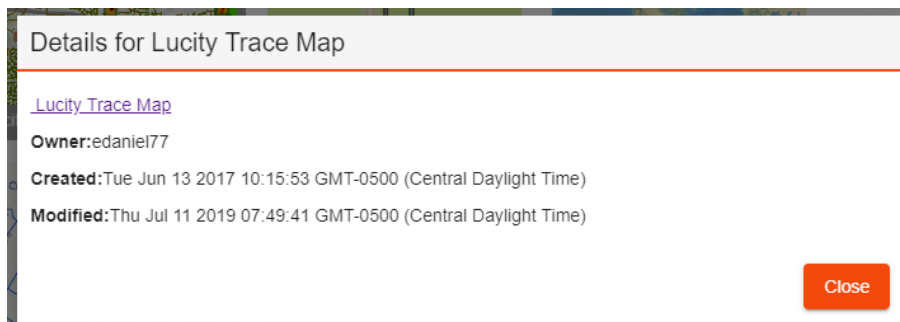 Details for Lucity Trace Map
Lucity Trace Map
Owner:edaniel77
Created:Tue Jun 13 2017 10:15:53 GMT-0500 (Central Daylight Time)
Modified:Thu Jul 11 2019 07:49:41 GMT-0500 (Central Daylight Time)
Close